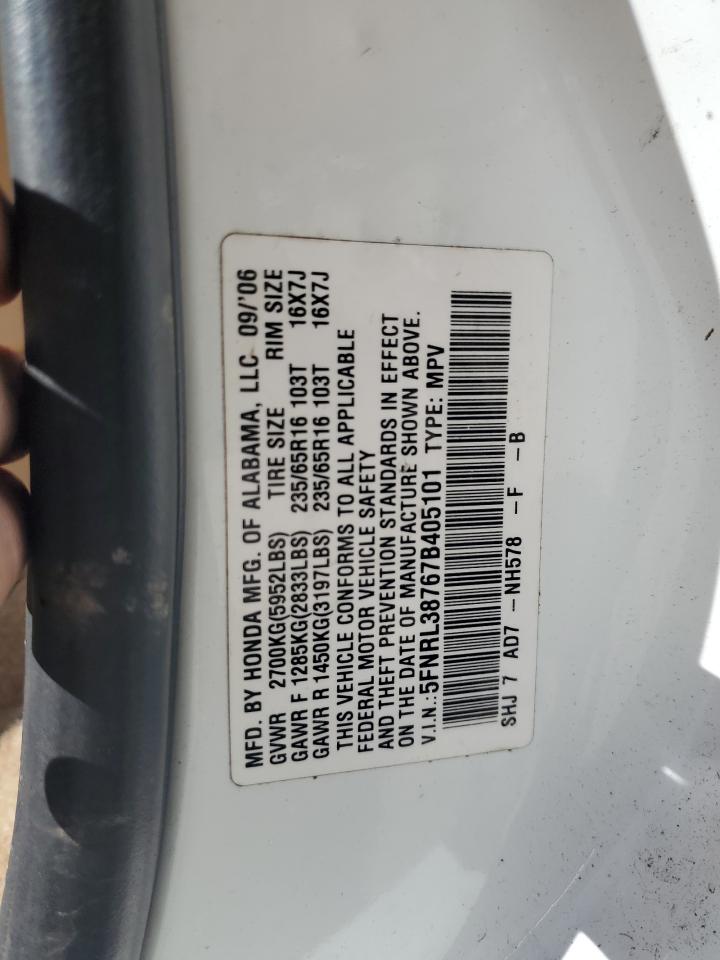 MFD. BY HONDA MFG. OF ALABAMA, LLC 09/'06
GVWR 2700KG(5952LBS) TIRE SIZE RIM SIZE
GAWR F 1285KG(2833LBS) 235/65R16 103T 16X7J
GAWR R 1450KG(3197LBS) 235/65R16 103T 16X7J
THIS VEHICLE CONFORMS TO ALL APPLICABLE
FEDERAL MOTOR VEHICLE SAFETY
AND THEFT PREVENTION STANDARDS IN EFFECT
ON THE DATE OF MANUFACTURE SHOWN ABOVE.
V.I.N.:5FNRL38767B405101 TYPE: MPV
SHJ 7 AD7 -NH578 -F -B